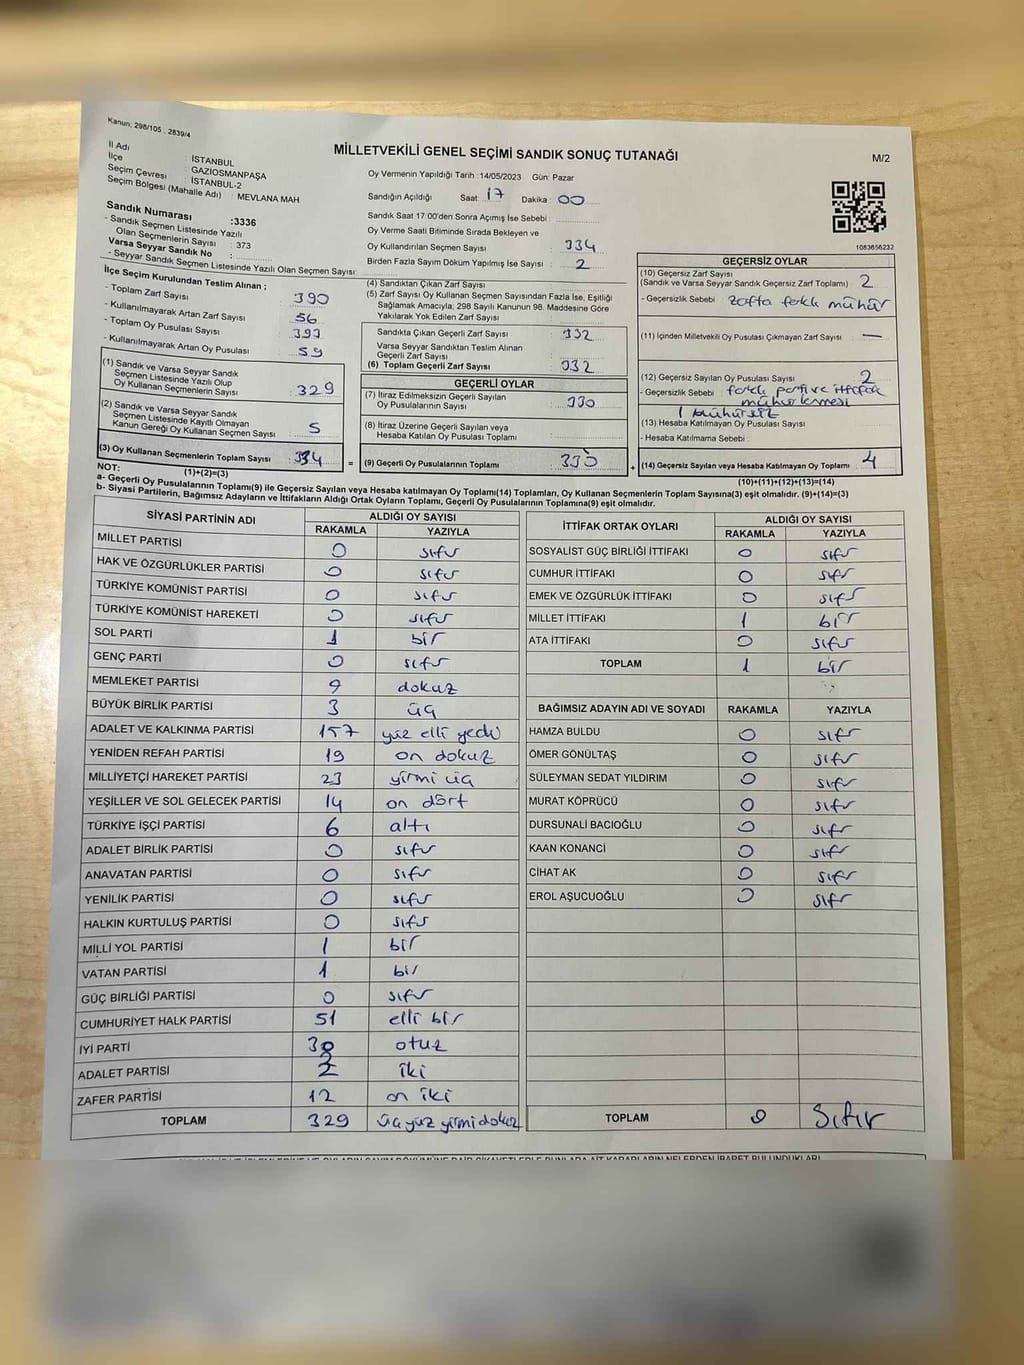 Kanun, 298/105 , 2839/4
MİLLETVEKİLİ GENEL SEÇİMİ SANDIK SONUÇ TUTANAĞI
M/2
İl Adı : İSTANBUL
İlçe : GAZİOSMANPAŞA
Seçim Çevresi : İSTANBUL-2
Seçim Bölgesi (Mahalle Adı) : MEVLANA MAH
Sandık Numarası :3336
- Sandık Seçmen Listesinde Yazılı
Olan Seçmenlerin Sayısı : 373
Varsa Seyyar Sandık No :
- Seyyar Sandık Seçmen Listesinde Yazılı Olan Seçmen Sayısı:
Oy Vermenin Yapıldığı Tarih :14/05/2023 Gün: Pazar
Sandığın Açıldığı Saat: 17 Dakika : 00
Sandık Saat 17:00'den Sonra Açımış İse Sebebi :
Oy Verme Saati Bitiminde Sırada Bekleyen ve
Oy Kullandırılan Seçmen Sayısı : 334
Birden Fazla Sayım Döküm Yapılmış İse Sayısı : 2
1083656232
İlçe Seçim Kurulundan Teslim Alınan ;
- Toplam Zarf Sayısı : 390
- Kullanılmayarak Artan Zarf Sayısı : 56
- Toplam Oy Pusulası Sayısı : 393
- Kullanılmayarak Artan Oy Pusulası : 59
(1) Sandık ve Varsa Seyyar Sandık
Seçmen Listesinde Yazılı Olup
Oy Kullanan Seçmenlerin Sayısı : 329
(2) Sandık ve Varsa Seyyar Sandık
Seçmen Listesinde Kayıtlı Olmayan
Kanun Gereği Oy Kullanan Seçmen Sayısı : 5
(3) Oy Kullanan Seçmenlerin Toplam Sayısı : 334
(1)+(2)=(3)
(4) Sandıktan Çıkan Zarf Sayısı :
(5) Zarf Sayısı Oy Kullanan Seçmen Sayısından Fazla İse, Eşitliği
Sağlamak Amacıyla; 298 Sayılı Kanunun 98. Maddesine Göre
Yakılarak Yok Edilen Zarf Sayısı :
Sandıkta Çıkan Geçerli Zarf Sayısı : 332
Varsa Seyyar Sandıktan Teslim Alınan
Geçerli Zarf Sayısı :
(6) Toplam Geçerli Zarf Sayısı : 332
GEÇERLİ OYLAR
(7) İtiraz Edilmeksizin Geçerli Sayılan
Oy Pusulalarının Sayısı : 330
(8) İtiraz Üzerine Geçerli Sayılan veya
Hesaba Katılan Oy Pusulası Toplamı :
= (9) Geçerli Oy Pusulalarının Toplamı : 330
GEÇERSİZ OYLAR
(10) Geçersiz Zarf Sayısı
(Sandık ve Varsa Seyyar Sandık Geçersiz Zarf Toplamı) : 2
- Geçersizlik Sebebi : zafta farklı mühür
(11) İçinden Milletvekili Oy Pusulası Çıkmayan Zarf Sayısı : —
(12) Geçersiz Sayılan Oy Pusulası Sayısı : 2
- Geçersizlik Sebebi : farklı parti ve ittifak
mühürlemesi
1 mühürsüz
(13) Hesaba Katılmayan Oy Pusulası Sayısı :
- Hesaba Katılmama Sebebi :
+ (14) Geçersiz Sayılan veya Hesaba Katılmayan Oy Toplamı : 4
(10)+(11)+(12)+(13)=(14)
NOT:
a- Geçerli Oy Pusulalarının Toplamı(9) ile Geçersiz Sayılan veya Hesaba katılmayan Oy Toplamı(14) Toplamları, Oy Kullanan Seçmenlerin Toplam Sayısına(3) eşit olmalıdır. (9)+(14)=(3)
b- Siyasi Partilerin, Bağımsız Adayların ve İttifakların Aldığı Ortak Oyların Toplamı, Geçerli Oy Pusulalarının Toplamına(9) eşit olmalıdır.
SİYASİ PARTİNİN ADI ALDIĞI OY SAYISI
RAKAMLA YAZIYLA
MİLLET PARTİSİ 0 sıfır
HAK VE ÖZGÜRLÜKLER PARTİSİ 0 sıfır
TÜRKİYE KOMÜNİST PARTİSİ 0 sıfır
TÜRKİYE KOMÜNİST HAREKETİ 0 sıfır
SOL PARTİ 1 bir
GENÇ PARTİ 0 sıfır
MEMLEKET PARTİSİ 9 dokuz
BÜYÜK BİRLİK PARTİSİ 3 üç
ADALET VE KALKINMA PARTİSİ 157 yüz elli yedi
YENİDEN REFAH PARTİSİ 19 on dokuz
MİLLİYETÇİ HAREKET PARTİSİ 23 yirmi üç
YEŞİLLER VE SOL GELECEK PARTİSİ 14 on dört
TÜRKİYE İŞÇİ PARTİSİ 6 altı
ADALET BİRLİK PARTİSİ 0 sıfır
ANAVATAN PARTİSİ 0 sıfır
YENİLİK PARTİSİ 0 sıfır
HALKIN KURTULUŞ PARTİSİ 0 sıfır
MİLLİ YOL PARTİSİ 1 bir
VATAN PARTİSİ 1 bir
GÜÇ BİRLİĞİ PARTİSİ 0 sıfır
CUMHURİYET HALK PARTİSİ 51 elli bir
İYİ PARTİ 30 otuz
ADALET PARTİSİ 2 iki
ZAFER PARTİSİ 12 on iki
TOPLAM 329 üç yüz yirmi dokuz
İTTİFAK ORTAK OYLARI ALDIĞI OY SAYISI
RAKAMLA YAZIYLA
SOSYALİST GÜÇ BİRLİĞİ İTTİFAKI 0 sıfır
CUMHUR İTTİFAKI 0 sıfır
EMEK VE ÖZGÜRLÜK İTTİFAKI 0 sıfır
MİLLET İTTİFAKI 1 bir
ATA İTTİFAKI 0 sıfır
TOPLAM 1 bir
BAĞIMSIZ ADAYIN ADI VE SOYADI RAKAMLA YAZIYLA
HAMZA BULDU 0 sıfır
ÖMER GÖNÜLTAŞ 0 sıfır
SÜLEYMAN SEDAT YILDIRIM 0 sıfır
MURAT KÖPRÜCÜ 0 sıfır
DURSUNALİ BACIOĞLU 0 sıfır
KAAN KONANCİ 0 sıfır
CİHAT AK 0 sıfır
EROL AŞUCUOĞLU 0 sıfır
TOPLAM 0 Sıfır